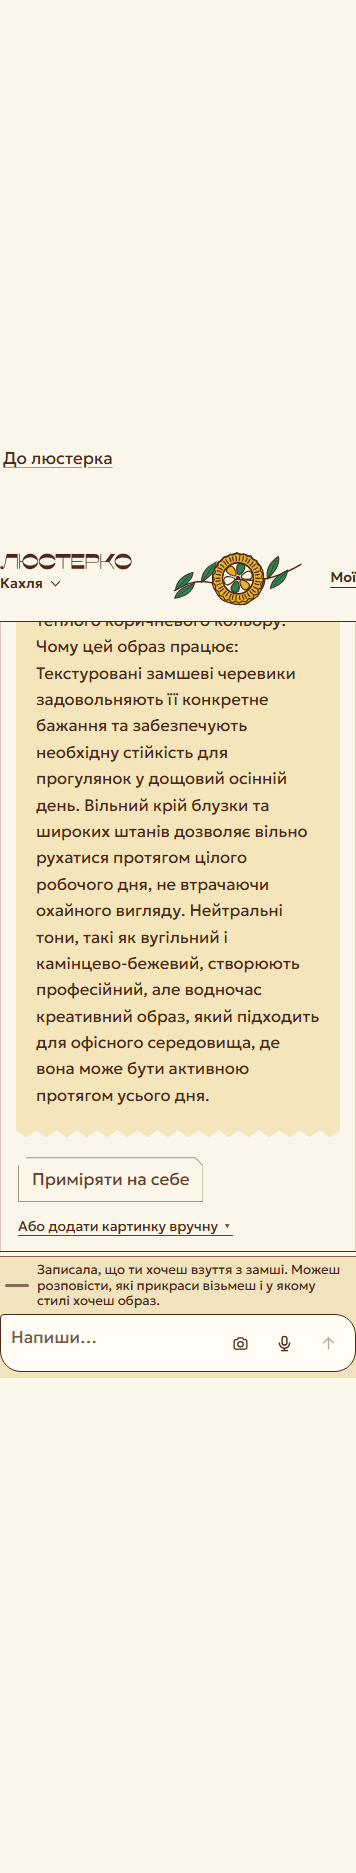 До люстерка
ЛЮСТЕРКО
Кахля
Мої
теплого коричневого кольору.
Чому цей образ працює:
Текстуровані замшеві черевики
задовольняють її конкретне
бажання та забезпечують
необхідну стійкість для
прогулянок у дощовий осінній
день. Вільний крій блузки та
широких штанів дозволяє вільно
рухатися протягом цілого
робочого дня, не втрачаючи
охайного вигляду. Нейтральні
тони, такі як вугільний і
камінцево-бежевий, створюють
професійний, але водночас
креативний образ, який підходить
для офісного середовища, де
вона може бути активною
протягом усього дня.
Приміряти на себе
Або додати картинку вручну
Записала, що ти хочеш взуття з замші. Можеш
розповісти, які прикраси візьмеш і у якому
стилі хочеш образ.
Напиши...